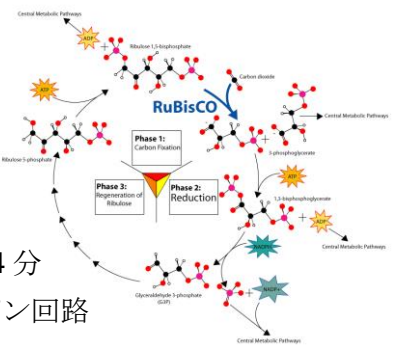 Central Metabolic Pathways
ADP
+
Ribulose 1,5-bisphosphate
Carbon dioxide
ATP
RuBisCO
Central Metabolic Pathways
+
3-phosphoglycerate
Ribulose 5-phosphate
Phase 1:
Carbon Fixation
Phase 3:
Regeneration of
Ribulose
Phase 2:
Reduction
ATP
1,3-bisphosphoglycerate
+
ADP
Central Metabolic Pathways
NADPH
4分
Glyceraldehyde 3-phosphate
(G3P)
+
NADP+
ン回路
Central Metabolic Pathways